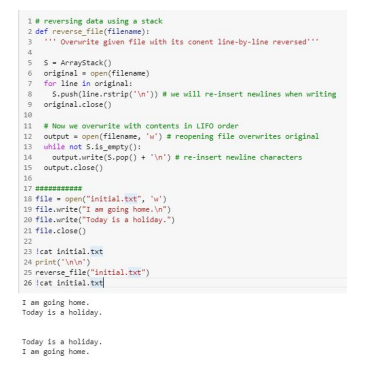 1 # reversing data using a stack
2 def reverse_file(filename):
3   ''' Overwrite given file with its conent line-by-line reversed'''
4
5   S = ArrayStack()
6   original = open(filename)
7   for line in original:
8     S.push(line.rstrip('\n')) # we will re-insert newlines when writing
9   original.close()
10
11   # Now we overwrite with contents in LIFO order
12   output = open(filename, 'w') # reopening file overwrites original
13   while not S.is_empty():
14     output.write(S.pop() + '\n') # re-insert newline characters
15   output.close()
16
17 ###########
18 file = open("initial.txt", 'w')
19 file.write("I am going home.\n")
20 file.write("Today is a holiday.")
21 file.close()
22
23 !cat initial.txt
24 print('\n\n')
25 reverse_file("initial.txt")
26 !cat initial.txt
I am going home.
Today is a holiday.
Today is a holiday.
I am going home.